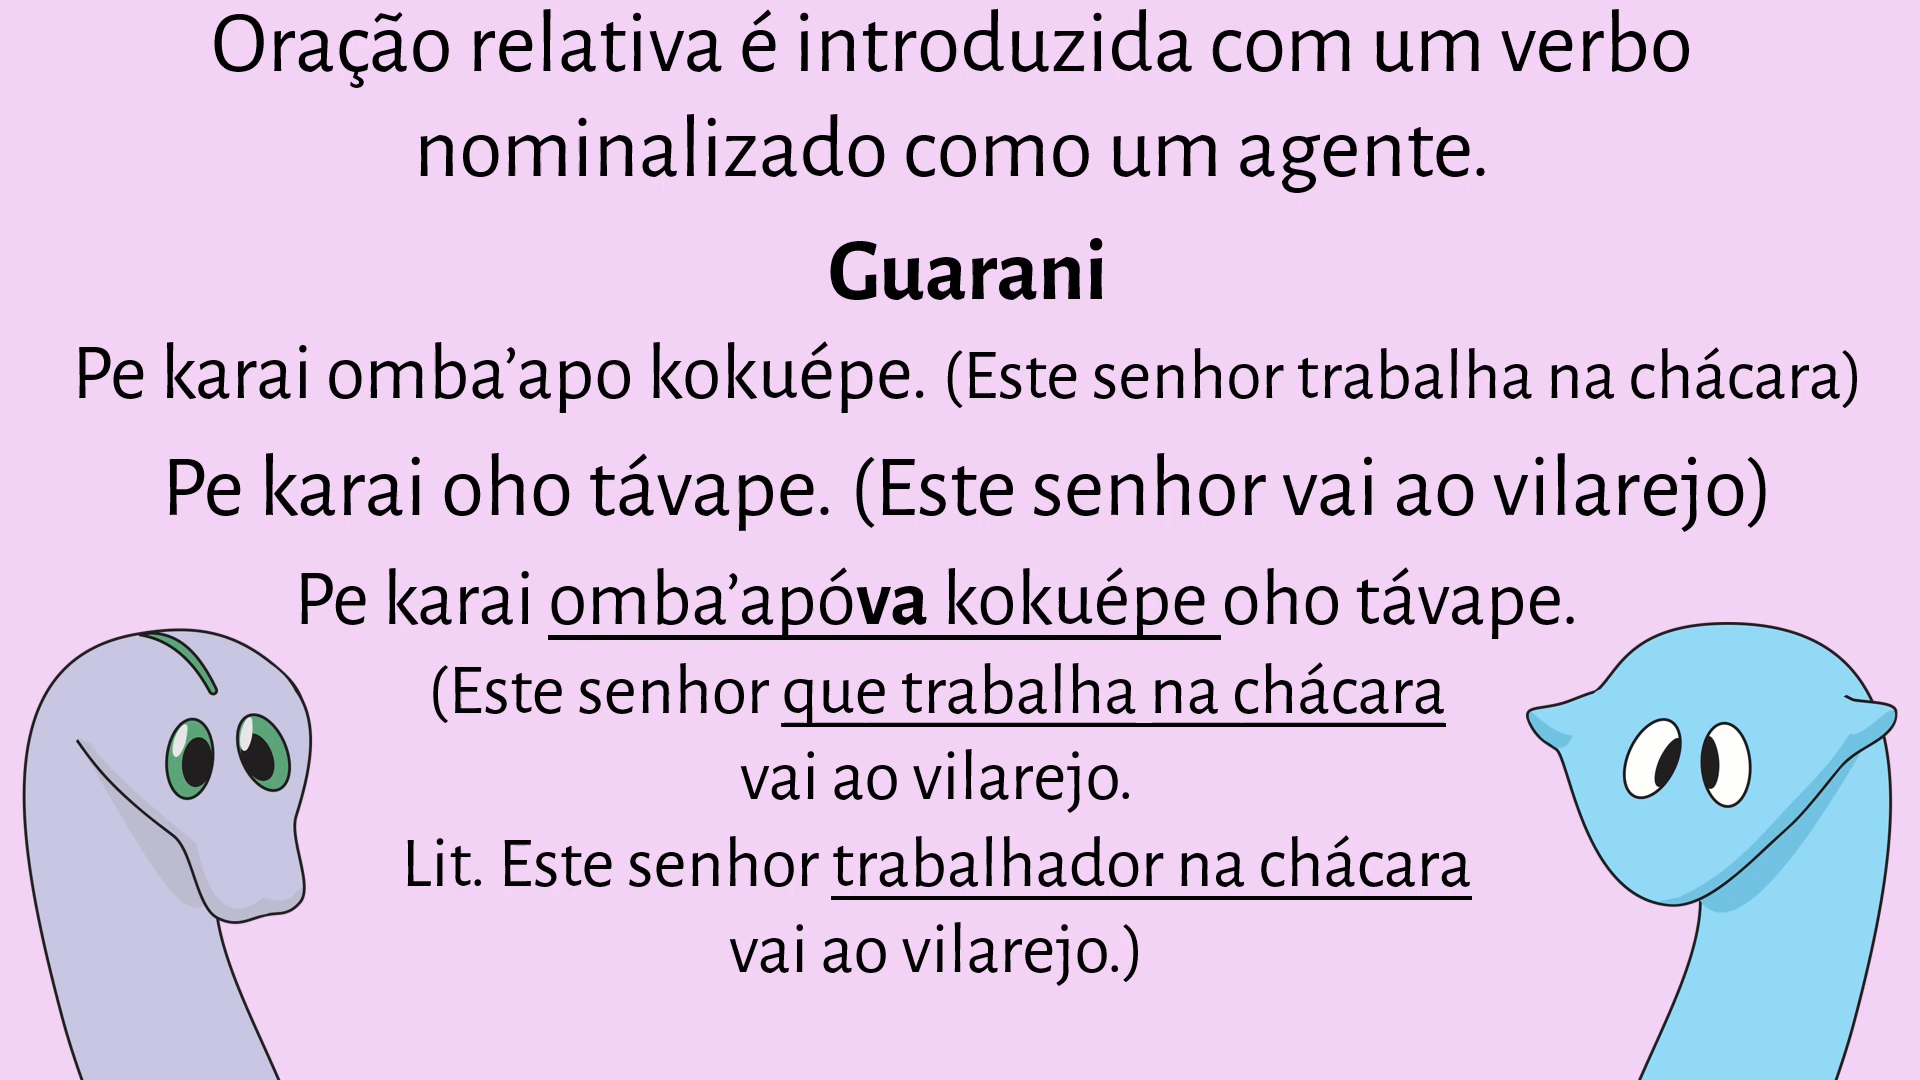 Oração relativa é introduzida com um verbo
nominalizado como um agente.
Guarani
Pe karai omba’apo kokuépe. (Este senhor trabalha na chácara)
Pe karai oho távape. (Este senhor vai ao vilarejo)
Pe karai omba’apóva kokuépe oho távape.
(Este senhor que trabalha na chácara
vai ao vilarejo.
Lit. Este senhor trabalhador na chácara
vai ao vilarejo.)